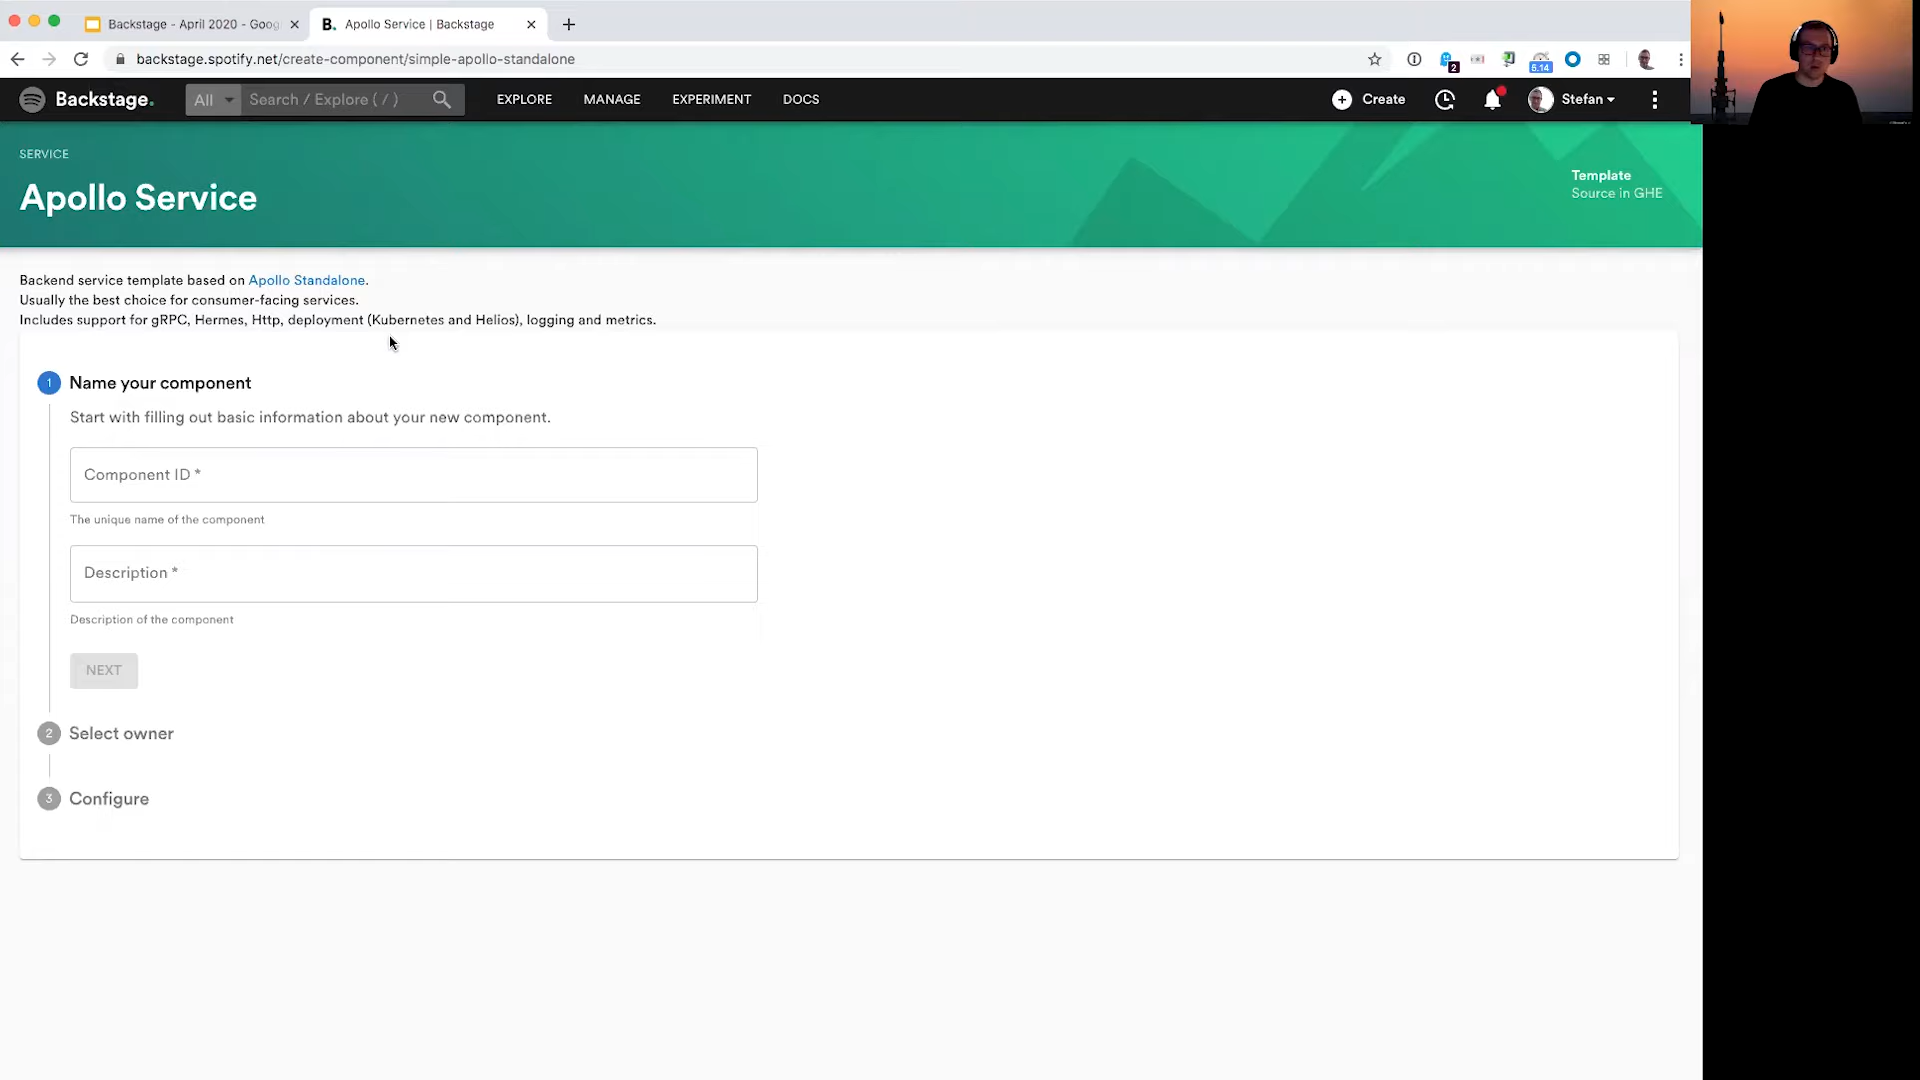 Backstage - April 2020 - Goog
Apollo Service | Backstage
backstage.spotify.net/create-component/simple-apollo-standalone
2
5.14
Backstage.
All
Search / Explore ( / )
EXPLORE
MANAGE
EXPERIMENT
DOCS
Create
Stefan
SERVICE
Apollo Service
Template
Source in GHE
Backend service template based on Apollo Standalone.
Usually the best choice for consumer-facing services.
Includes support for gRPC, Hermes, Http, deployment (Kubernetes and Helios), logging and metrics.
1 Name your component
Start with filling out basic information about your new component.
Component ID *
The unique name of the component
Description *
Description of the component
NEXT
2 Select owner
3 Configure